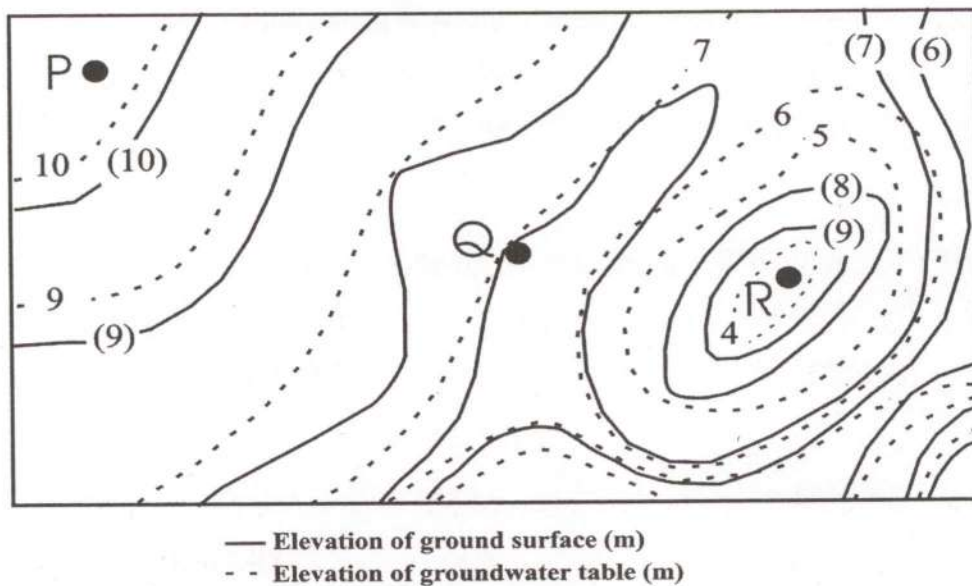 P
7
(7)
(6)
6
5
10
(10)
(8)
(9)
Q
R
9
4
(9)
Elevation of ground surface (m)
Elevation of groundwater table (m)